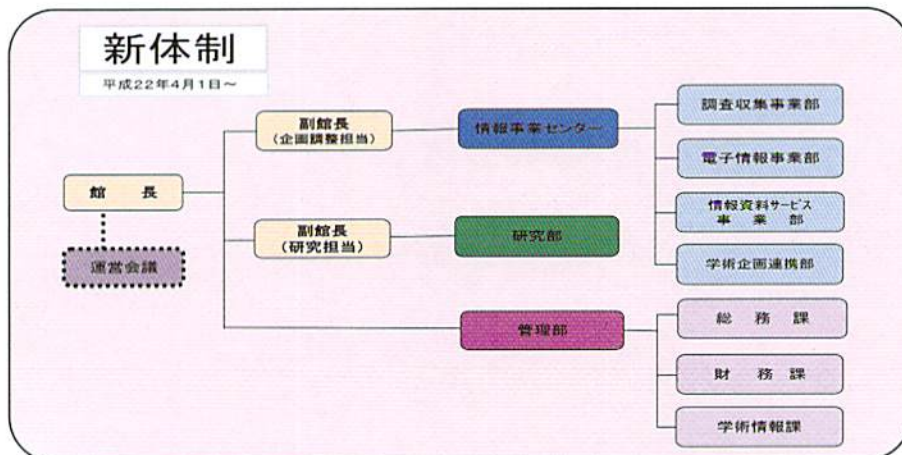 新体制
平成22年4月1日～
館　長
運営会議
副館長
（企画調整担当）
副館長
（研究担当）
情報事業センター
研究部
管理部
調査収集事業部
電子情報事業部
情報資料サービス
事　業　部
学術企画連携部
総　務　課
財　務　課
学術情報課